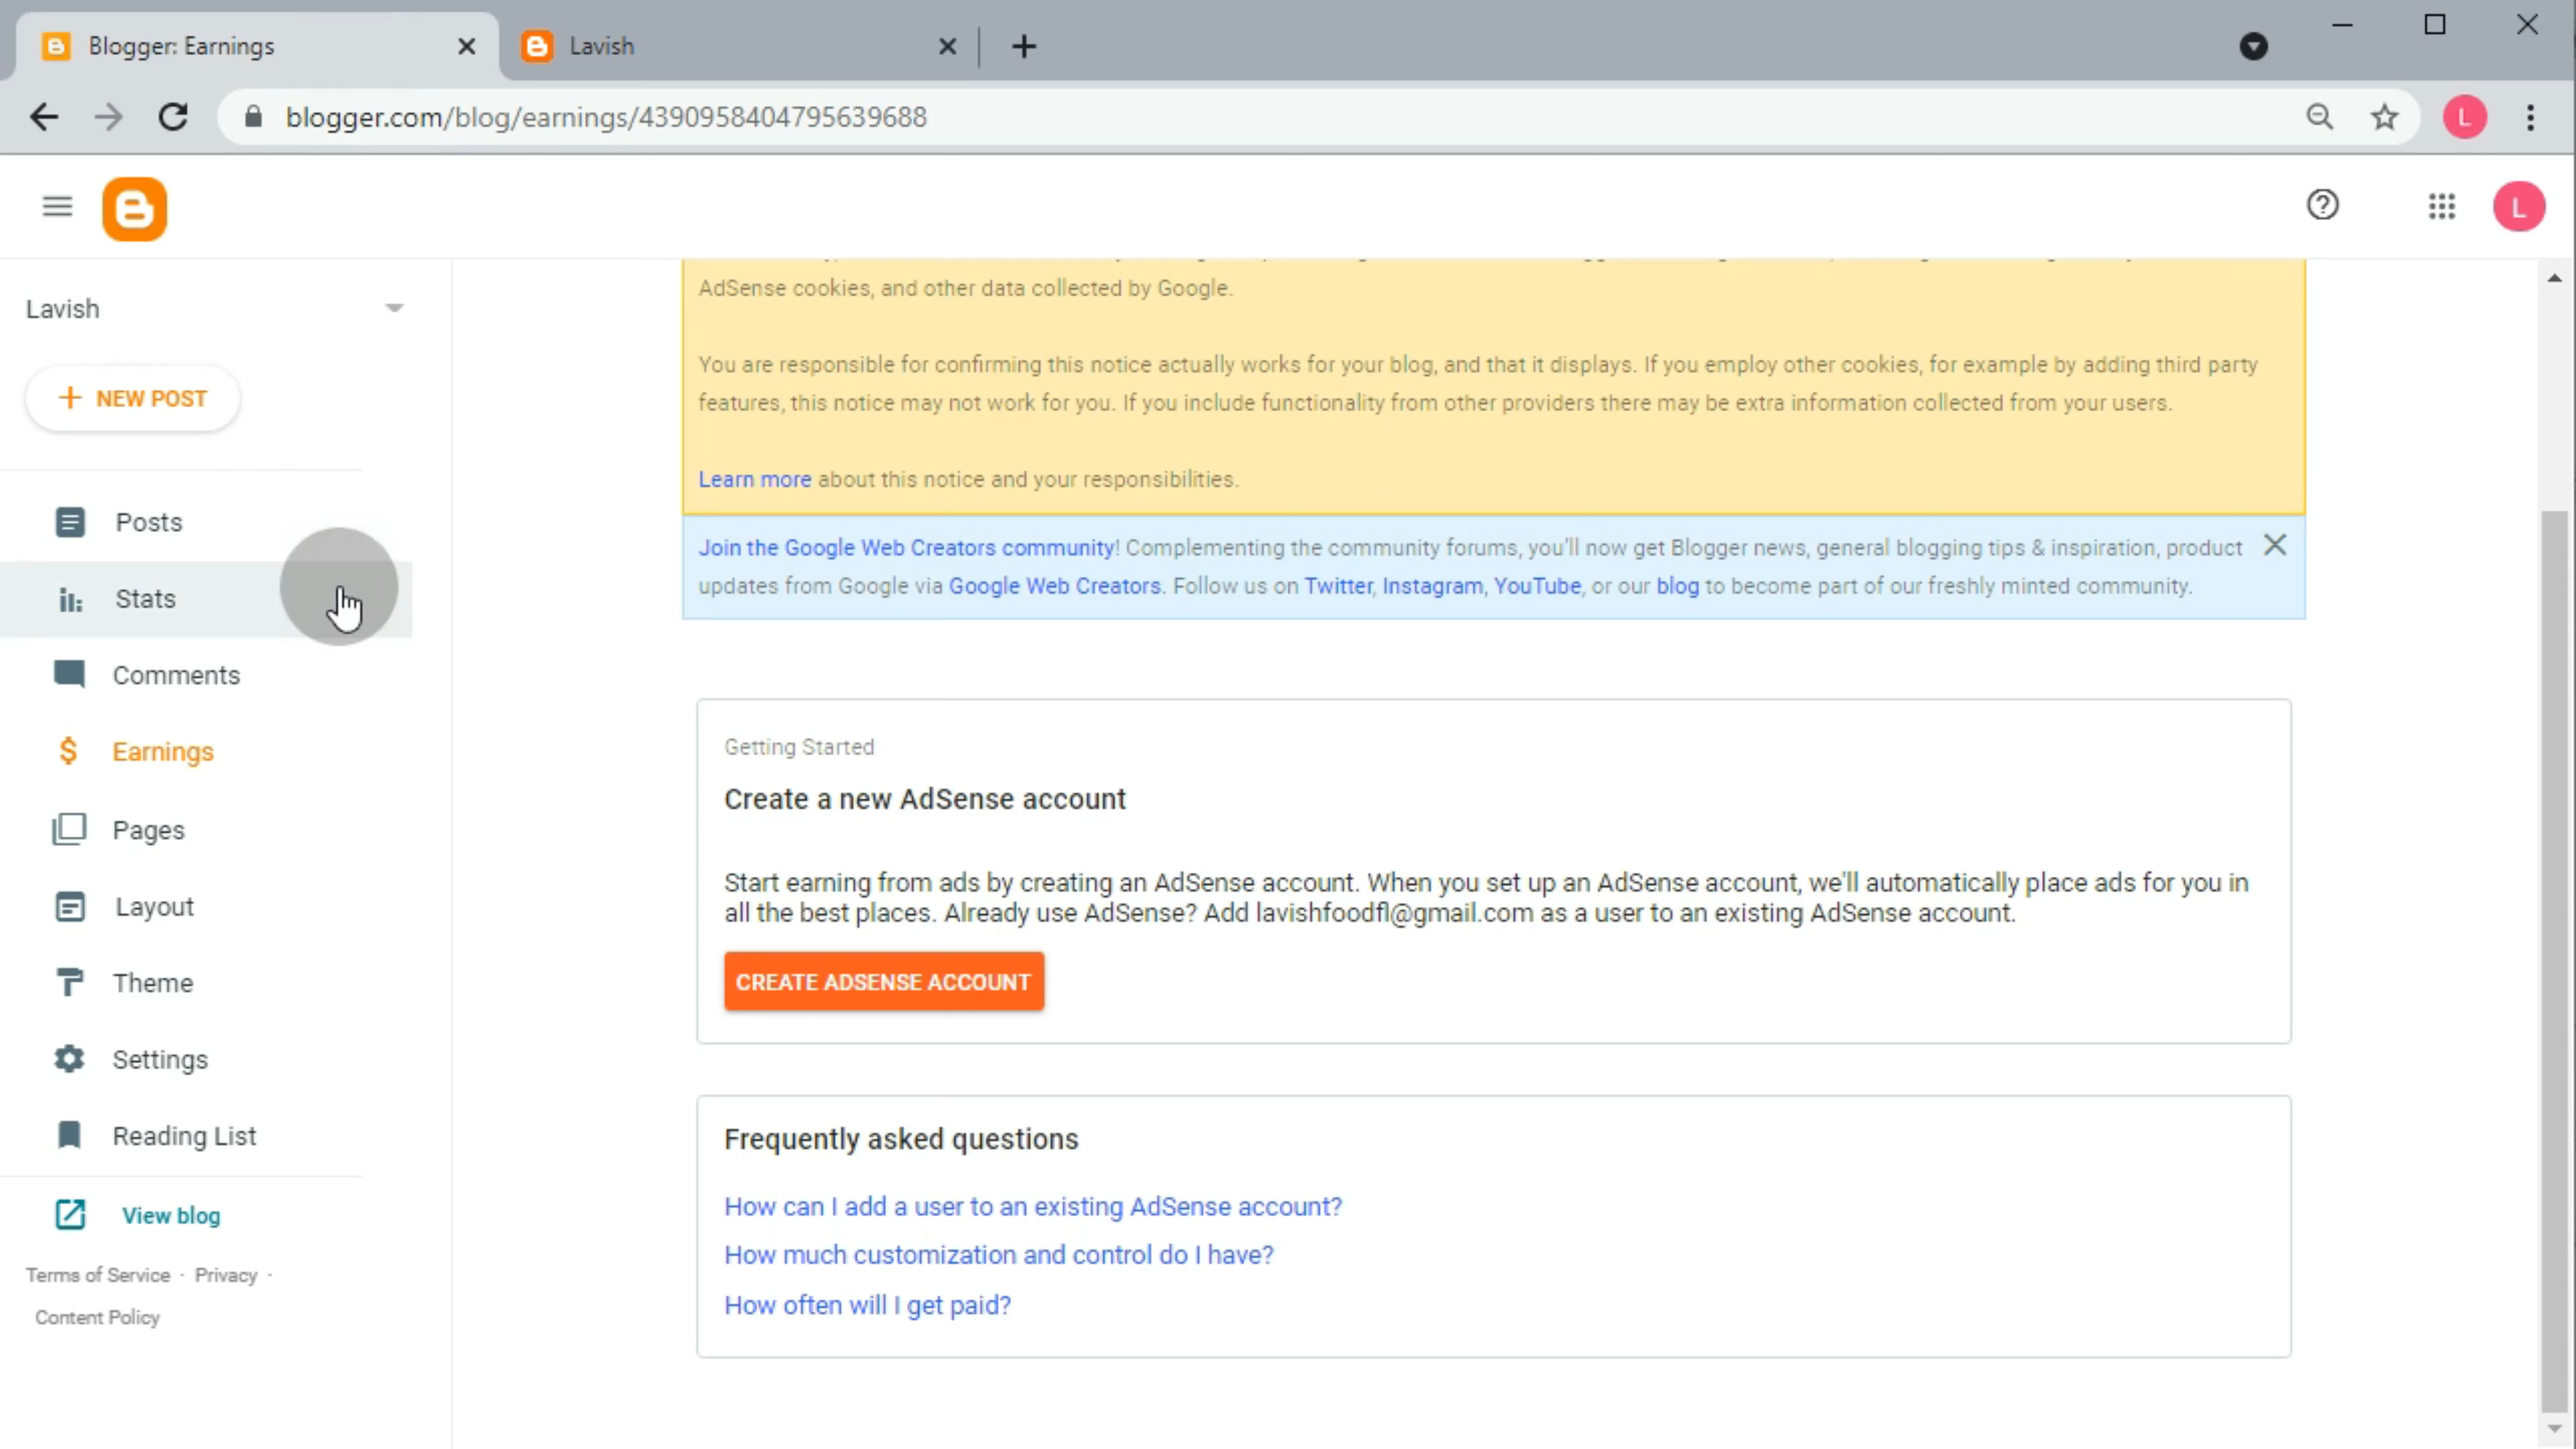 Blogger: Earnings
Lavish
blogger.com/blog/earnings/4390958404795639688
L
L
Lavish
NEW POST
Posts
Stats
Comments
Earnings
Pages
Layout
Theme
Settings
Reading List
View blog
Terms of Service · Privacy ·
Content Policy
AdSense cookies, and other data collected by Google.
You are responsible for confirming this notice actually works for your blog, and that it displays. If you employ other cookies, for example by adding third party
features, this notice may not work for you. If you include functionality from other providers there may be extra information collected from your users.
Learn more about this notice and your responsibilities.
Join the Google Web Creators community! Complementing the community forums, you'll now get Blogger news, general blogging tips & inspiration, product
updates from Google via Google Web Creators. Follow us on Twitter, Instagram, YouTube, or our blog to become part of our freshly minted community.
Getting Started
Create a new AdSense account
Start earning from ads by creating an AdSense account. When you set up an AdSense account, we'll automatically place ads for you in
all the best places. Already use AdSense? Add lavishfoodfl@gmail.com as a user to an existing AdSense account.
CREATE ADSENSE ACCOUNT
Frequently asked questions
How can I add a user to an existing AdSense account?
How much customization and control do I have?
How often will I get paid?